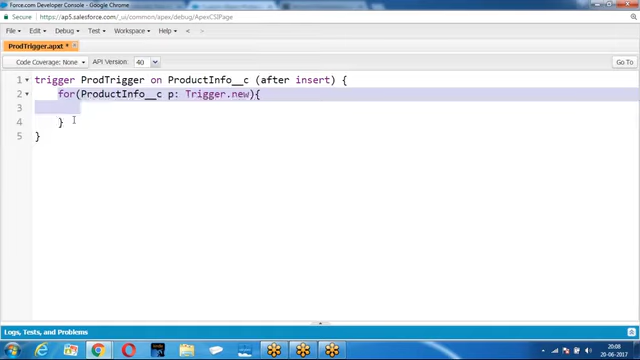 Force.com Developer Console - Google Chrome
Secure https://ap5.salesforce.com/_ui/common/apex/debug/ApexCSIPage
File Edit Debug Test Workspace Help < >
ProdTrigger.apxt *
Code Coverage: None API Version: 40 Go To
1 trigger ProdTrigger on ProductInfo__c (after insert) {
2 for(ProductInfo__c p: Trigger.new){
3
4 }
5 }
Logs, Tests, and Problems
20:08
20-06-2017